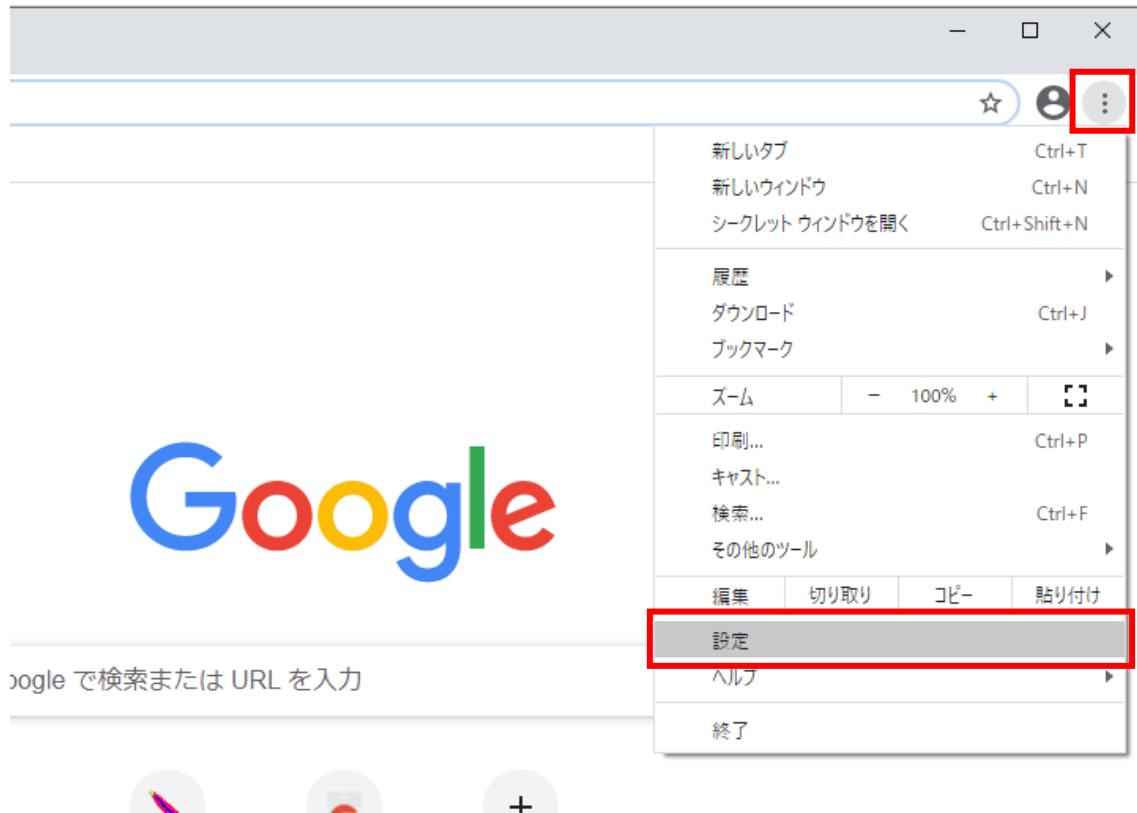 新しいタブ Ctrl+T
新しいウィンドウ Ctrl+N
シークレット ウィンドウを開く Ctrl+Shift+N
履歴
ダウンロード Ctrl+J
ブックマーク
ズーム − 100% +
印刷... Ctrl+P
キャスト...
検索... Ctrl+F
その他のツール
編集 切り取り コピー 貼り付け
設定
ヘルプ
終了
Google
oogle で検索または URL を入力